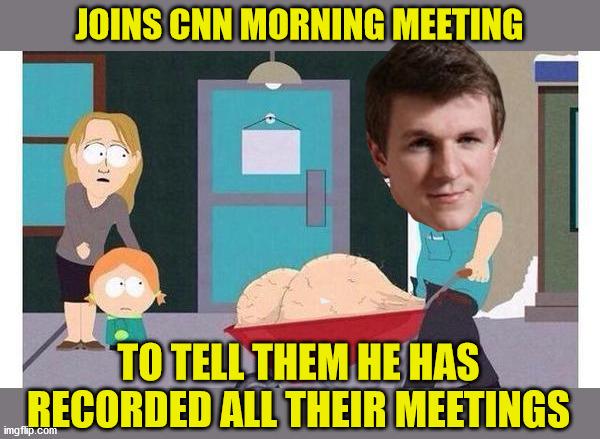 JOINS CNN MORNING MEETING
TO TELL THEM HE HAS
RECORDED ALL THEIR MEETINGS
imgflip.com